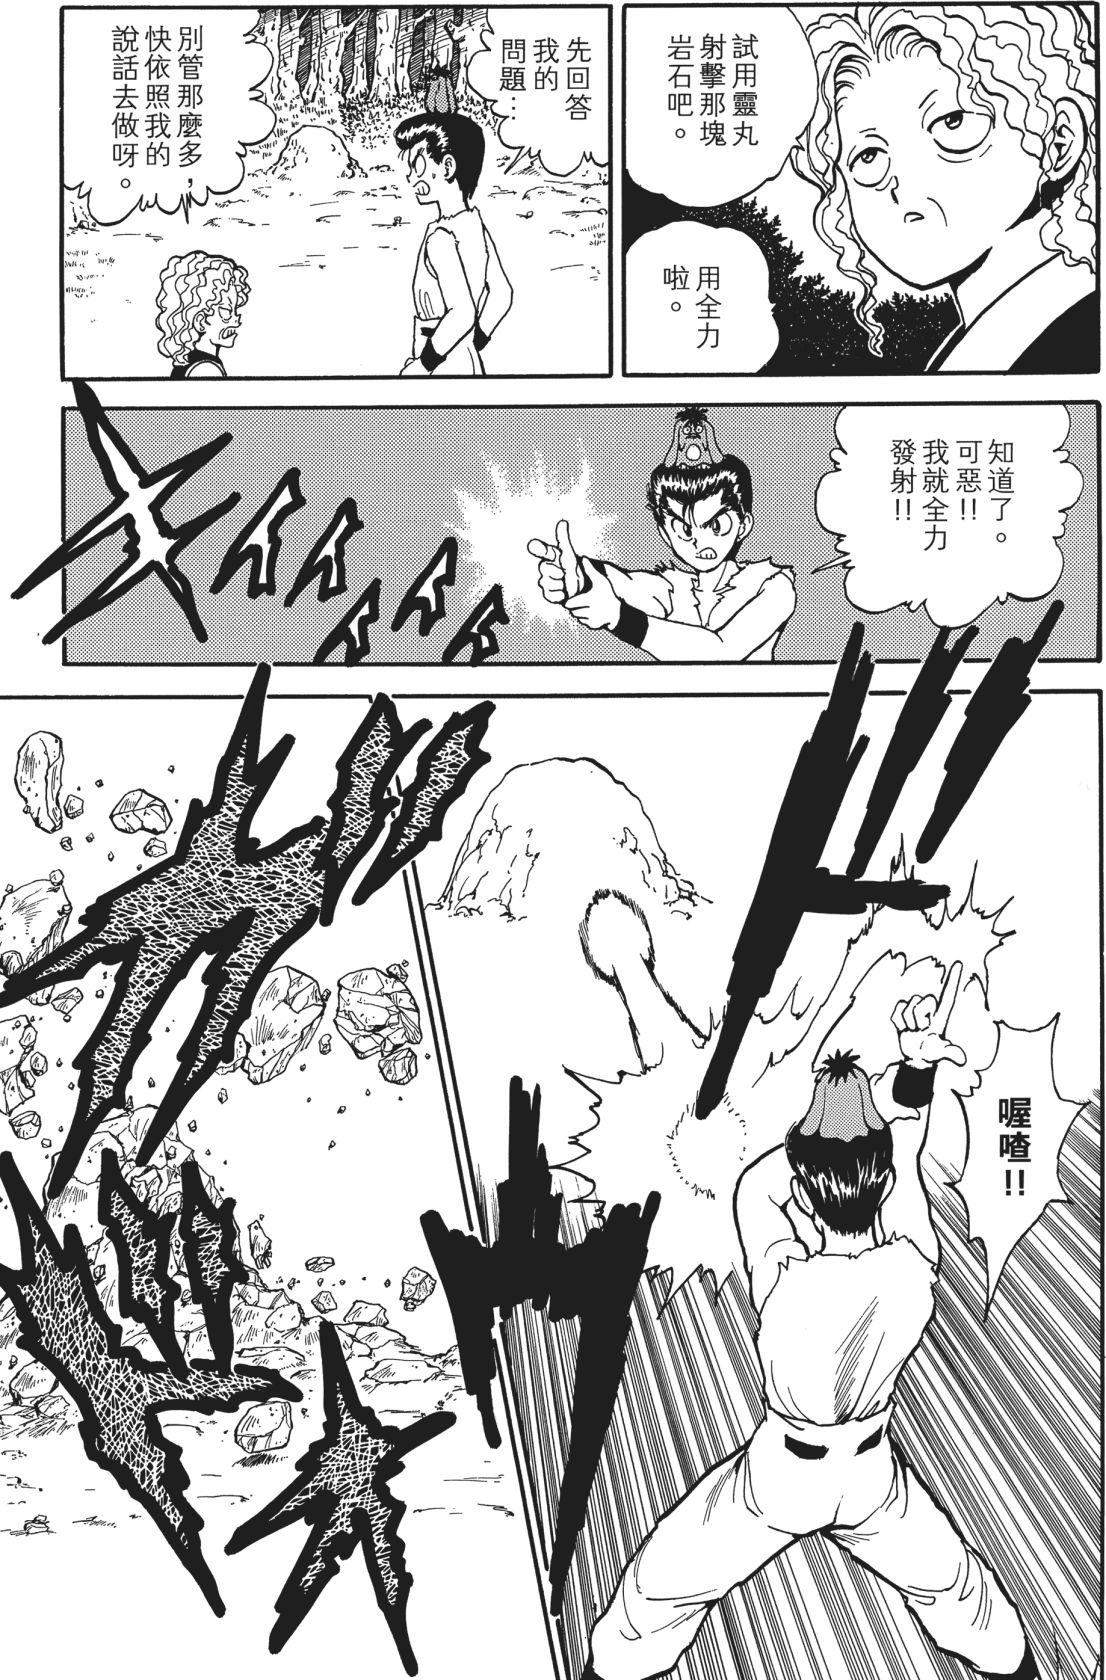 試用靈丸
射擊那塊
岩石吧。
用全力
啦。
先回答
我的
問題…
別管那麼多，
快依照我的
說話去做呀。
知道了。
可惡!!
我就全力
發射!!
喔喳!!